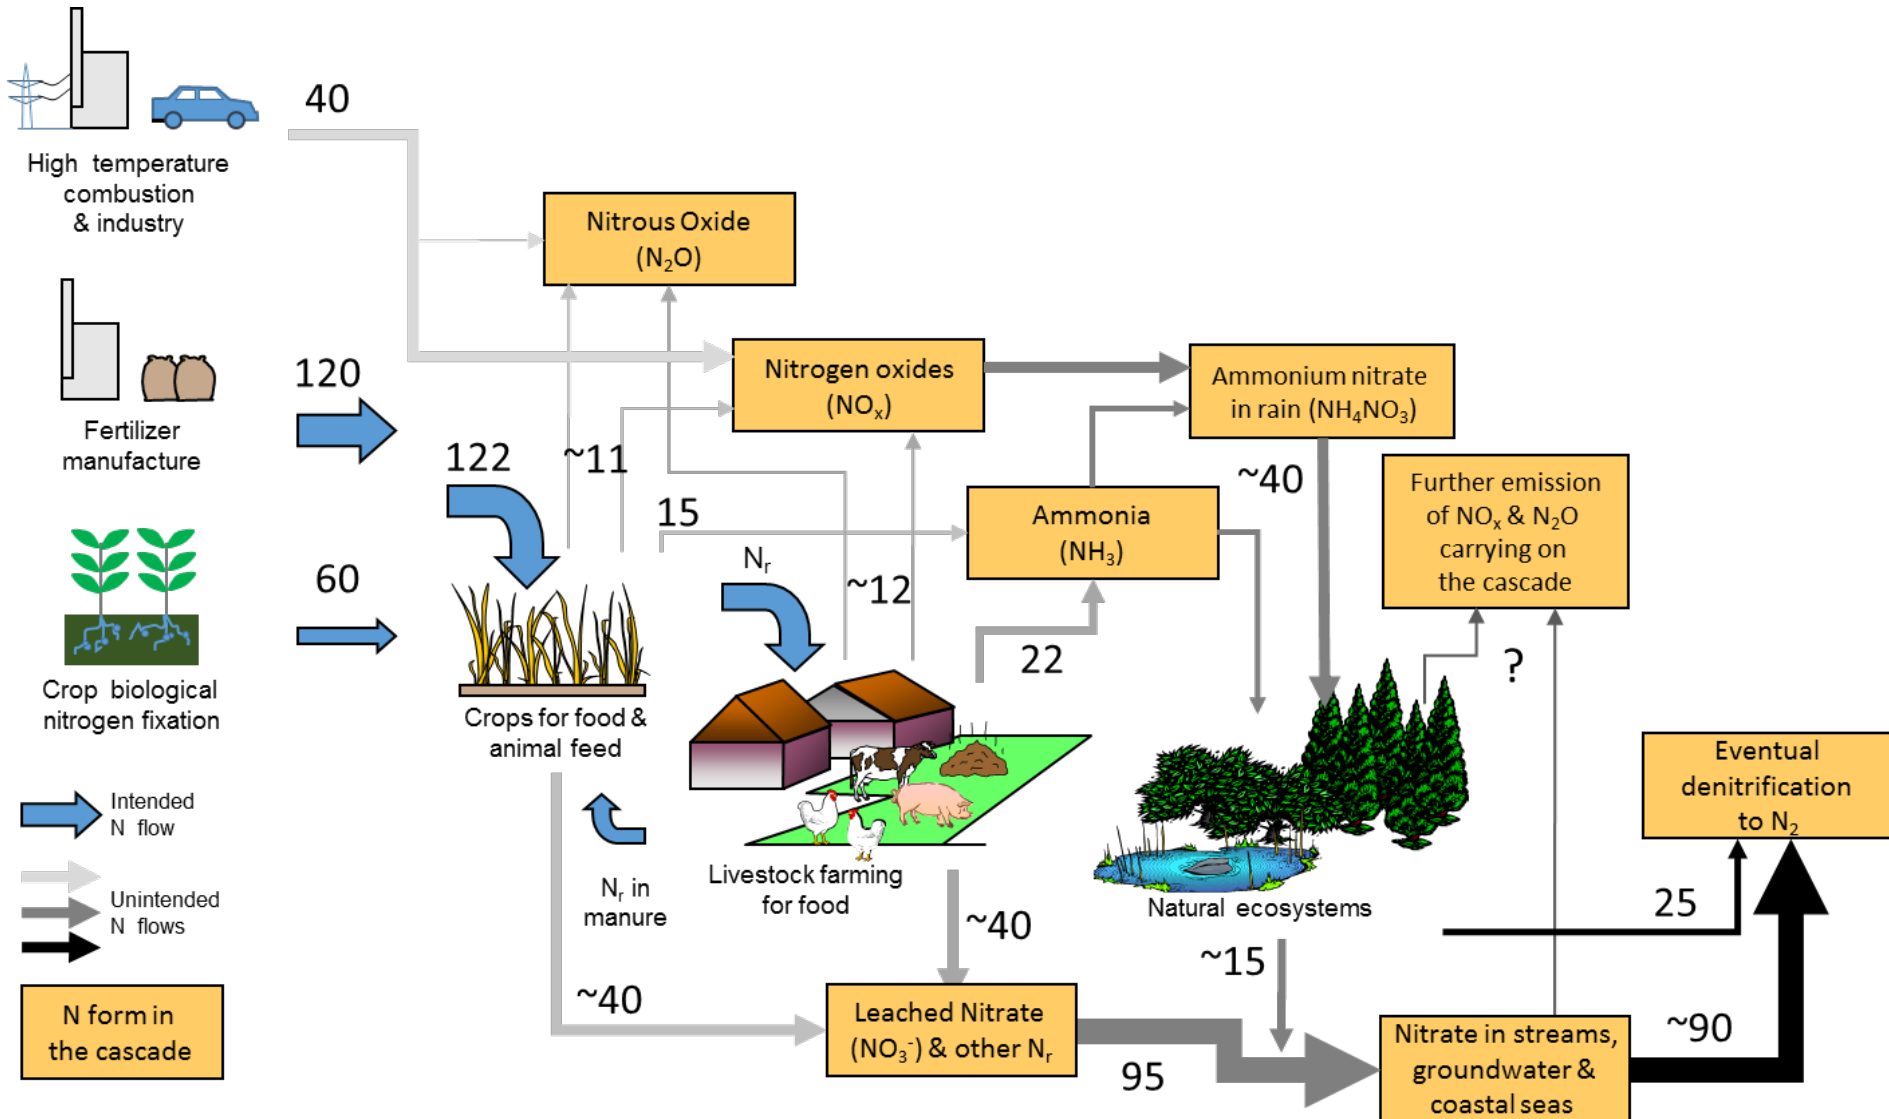 40
High temperature
combustion
& industry
Nitrous Oxide
(N₂O)
120
Fertilizer
manufacture
Nitrogen oxides
(NOₓ)
Ammonium nitrate
in rain (NH₄NO₃)
122
~11
~40
Further emission
of NOₓ & N₂O
carrying on
the cascade
15
Ammonia
(NH₃)
Nᵣ
~12
60
22
?
Crop biological
nitrogen fixation
Crops for food &
animal feed
Eventual
denitrification
to N₂
Intended
N flow
Nᵣ in
manure
Livestock farming
for food
Natural ecosystems
Unintended
N flows
25
~40
~15
~40
N form in
the cascade
Leached Nitrate
(NO₃⁻) & other Nᵣ
95
Nitrate in streams,
groundwater &
coastal seas
~90